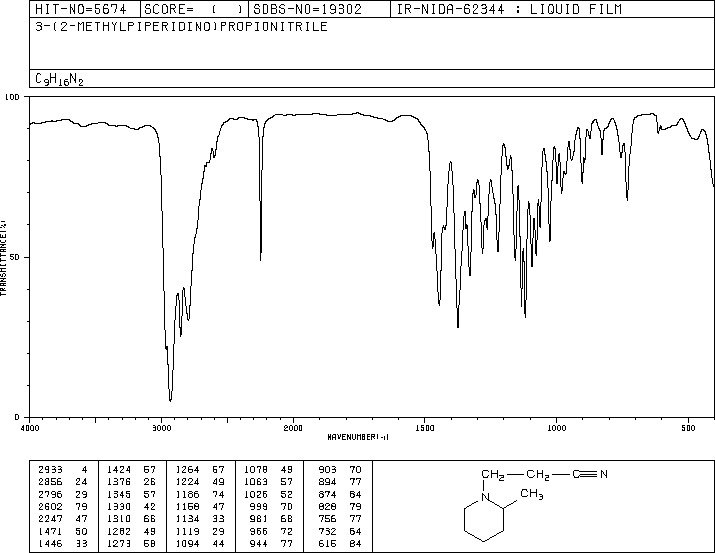 HIT-NO=5674 SCORE= ( ) SDBS-NO=19302 IR-NIDA-62344 : LIQUID FILM
3-(2-METHYLPIPERIDINO)PROPIONITRILE
C9H16N2
100
50
0
TRANSMITTANCE(%)
4000 3000 2000 1500 1000 500
WAVENUMBER(-1)
2933 4 1424 57 1264 57 1078 49 903 70
2856 24 1376 26 1224 49 1063 57 894 77
2796 29 1345 57 1186 74 1026 52 874 84
2602 79 1330 42 1158 47 999 70 828 79
2247 47 1310 66 1134 33 981 68 756 77
1471 50 1282 49 1119 29 966 72 732 64
1446 33 1273 58 1094 44 944 77 616 84
CH2 CH2 C N
N CH3